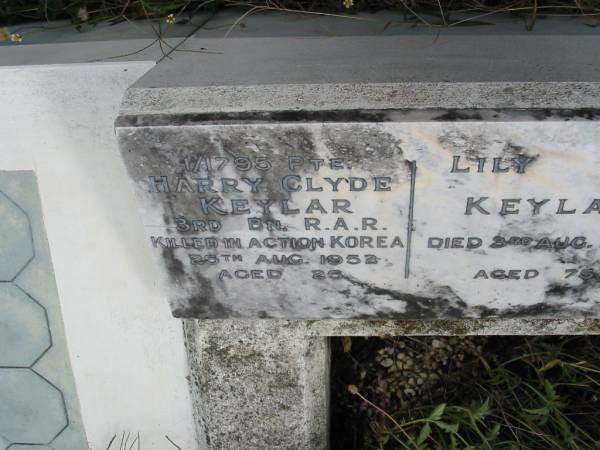 1/1795 PTE.
HARRY CLYDE
KEYLAR
3RD BN. R.A.R.
KILLED IN ACTION KOREA
25TH AUG. 1952
AGED 26
LILY
KEYLA
DIED 3RD AUG.
AGED 75